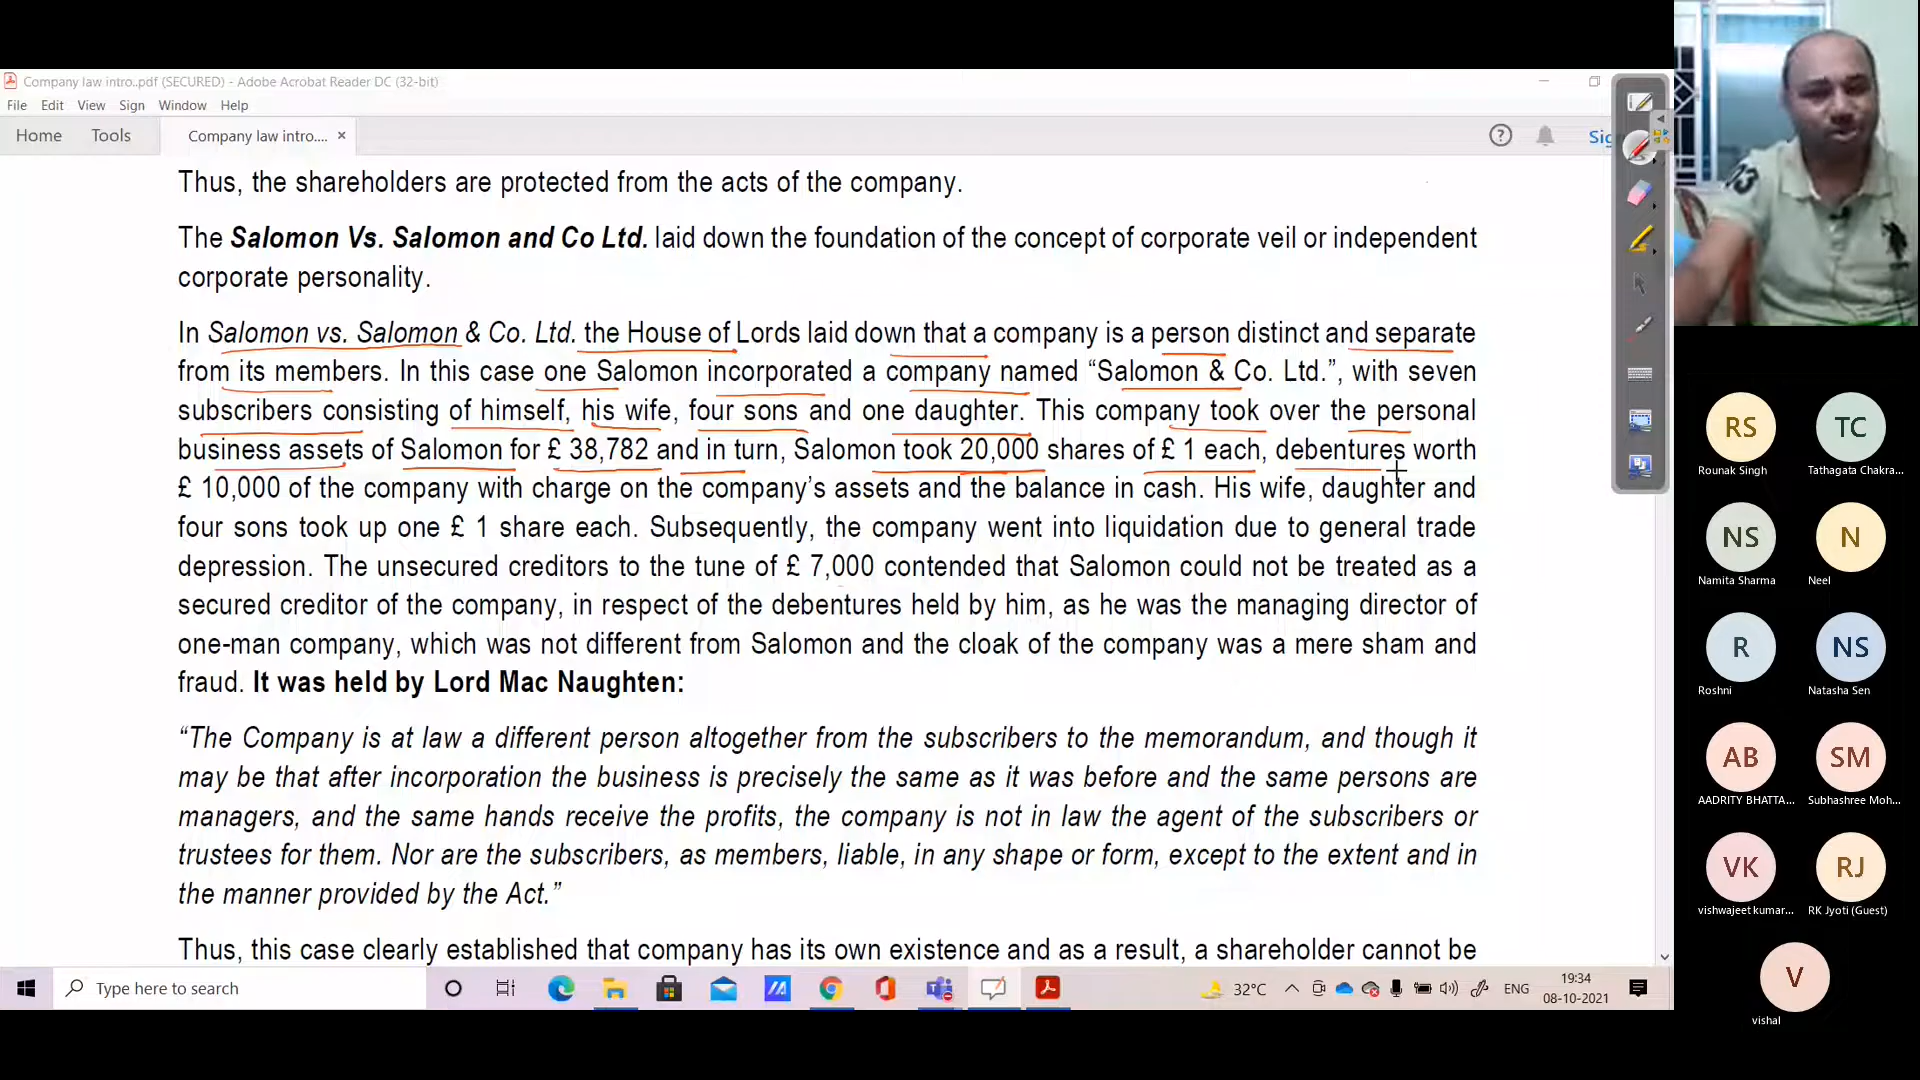 Company law intro..pdf (SECURED) - Adobe Acrobat Reader DC (32-bit)
File Edit View Sign Window Help
Home Tools Company law intro.... ×
Thus, the shareholders are protected from the acts of the company.
The Salomon Vs. Salomon and Co Ltd. laid down the foundation of the concept of corporate veil or independent
corporate personality.
In Salomon vs. Salomon & Co. Ltd. the House of Lords laid down that a company is a person distinct and separate
from its members. In this case one Salomon incorporated a company named “Salomon & Co. Ltd.”, with seven
subscribers consisting of himself, his wife, four sons and one daughter. This company took over the personal
business assets of Salomon for £ 38,782 and in turn, Salomon took 20,000 shares of £ 1 each, debentures worth
£ 10,000 of the company with charge on the company’s assets and the balance in cash. His wife, daughter and
four sons took up one £ 1 share each. Subsequently, the company went into liquidation due to general trade
depression. The unsecured creditors to the tune of £ 7,000 contended that Salomon could not be treated as a
secured creditor of the company, in respect of the debentures held by him, as he was the managing director of
one-man company, which was not different from Salomon and the cloak of the company was a mere sham and
fraud. It was held by Lord Mac Naughten:
“The Company is at law a different person altogether from the subscribers to the memorandum, and though it
may be that after incorporation the business is precisely the same as it was before and the same persons are
managers, and the same hands receive the profits, the company is not in law the agent of the subscribers or
trustees for them. Nor are the subscribers, as members, liable, in any shape or form, except to the extent and in
the manner provided by the Act.”
Thus, this case clearly established that company has its own existence and as a result, a shareholder cannot be
Type here to search
32°C
ENG
19:34
08-10-2021
RS TC
Rounak Singh Tathagata Chakra...
NS N
Namita Sharma Neel
R NS
Roshni Natasha Sen
AB SM
AADRITY BHATTA... Subhashree Moh...
VK RJ
vishwajeet kumar... RK Jyoti (Guest)
V
vishal